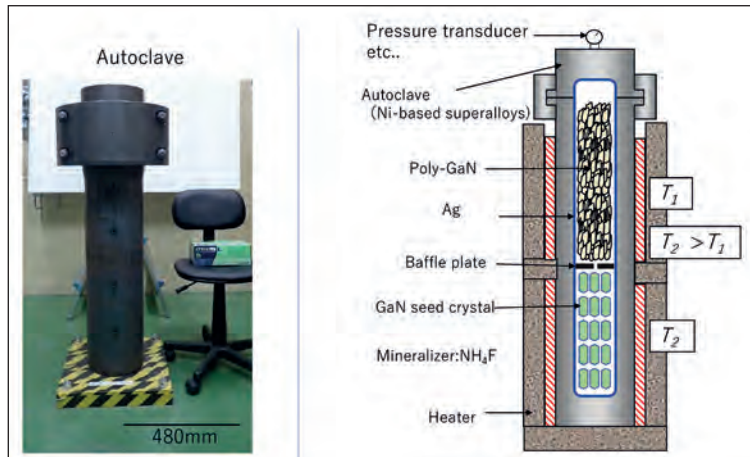 Autoclave
480mm
Pressure transducer
etc..
Autoclave
(Ni-based superalloys)
Poly-GaN
Ag
Baffle plate
GaN seed crystal
Mineralizer:NH₄F
Heater
T₁
T₂ >T₁
T₂